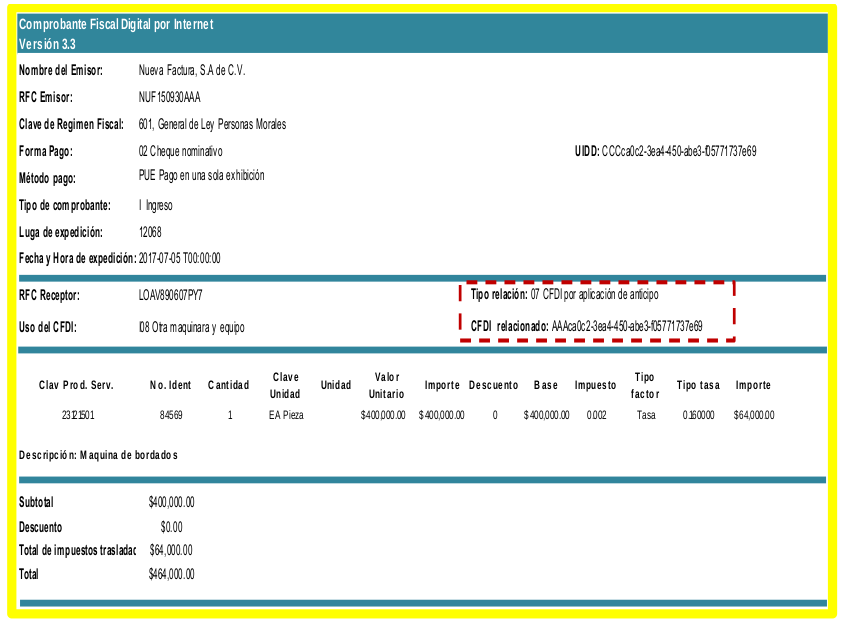 Comprobante Fiscal Digital por Internet
Versión 3.3
Nombre del Emisor: Nueva Factura, S.A de C.V.
RFC Emisor: NUF150930AAA
Clave de Regimen Fiscal: 601, General de Ley Personas Morales
Forma Pago: 02 Cheque nominativo UIDD: CCCca0c2-3ea4-450-abe3-f05771737e69
Método pago: PUE Pago en una sola exhibición
Tipo de comprobante: I Ingreso
Luga de expedición: 12068
Fecha y Hora de expedición: 2017-07-05 T00:00:00
RFC Receptor: LOAV890607PY7 Tipo relación: 07 CFDI por aplicación de anticipo
Uso del CFDI: I08 Otra maquinara y equipo CFDI relacionado: AAAca0c2-3ea4-450-abe3-f05771737e69
Clav Prod. Serv. No. Ident Cantidad Clave Unidad Unidad Valor Unitario Importe Descuento Base Impuesto Tipo factor Tipo tasa Importe
23121501 84569 1 EA Pieza $400,000.00 $400,000.00 0 $400,000.00 0.002 Tasa 0.160000 $64,000.00
Descripción: Maquina de bordados
Subtotal $400,000.00
Descuento $0.00
Total de impuestos trasladac $64,000.00
Total $464,000.00